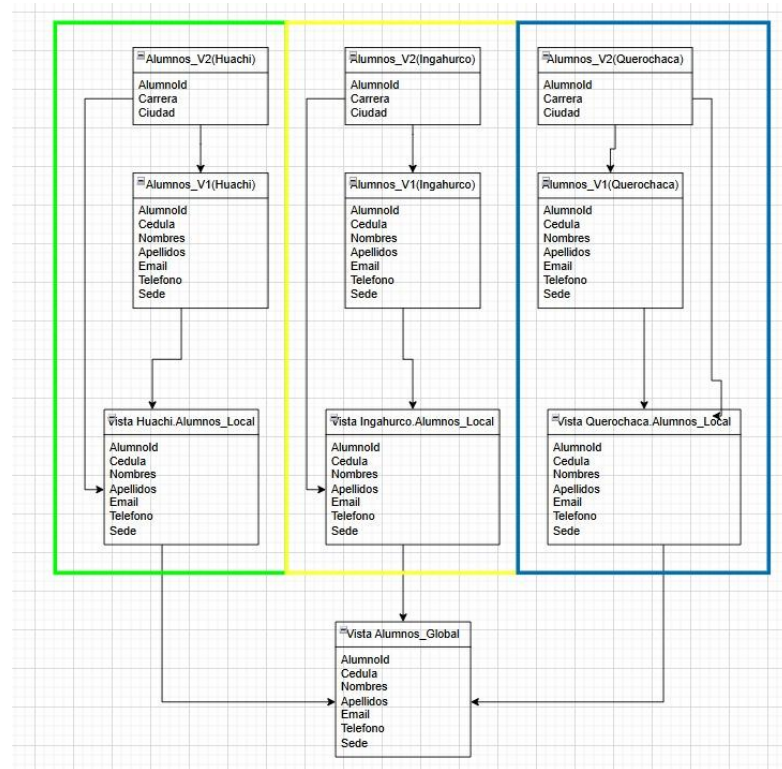 Alumnos_V2(Huachi)
AlumnoId
Carrera
Ciudad
Alumnos_V2(Ingahurco)
AlumnoId
Carrera
Ciudad
Alumnos_V2(Querochaca)
AlumnoId
Carrera
Ciudad
Alumnos_V1(Huachi)
AlumnoId
Cedula
Nombres
Apellidos
Email
Telefono
Sede
Alumnos_V1(Ingahurco)
AlumnoId
Cedula
Nombres
Apellidos
Email
Telefono
Sede
Alumnos_V1(Querochaca)
AlumnoId
Cedula
Nombres
Apellidos
Email
Telefono
Sede
Vista Huachi.Alumnos_Local
AlumnoId
Cedula
Nombres
Apellidos
Email
Telefono
Sede
Vista Ingahurco.Alumnos_Local
AlumnoId
Cedula
Nombres
Apellidos
Email
Telefono
Sede
Vista Querochaca.Alumnos_Local
AlumnoId
Cedula
Nombres
Apellidos
Email
Telefono
Sede
Vista Alumnos_Global
AlumnoId
Cedula
Nombres
Apellidos
Email
Telefono
Sede